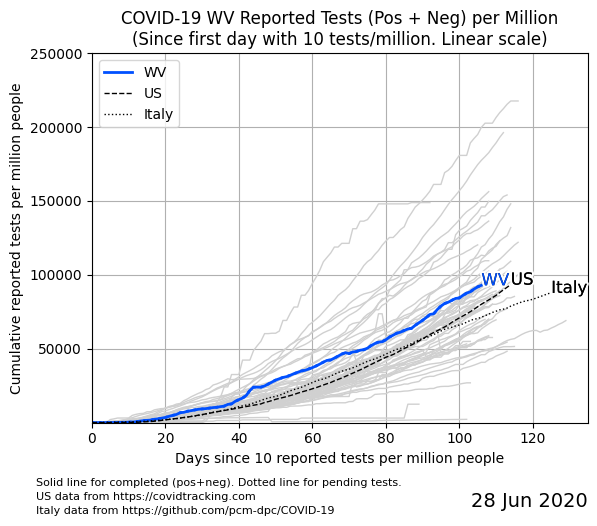 COVID-19 WV Reported Tests (Pos + Neg) per Million
(Since first day with 10 tests/million. Linear scale)
250000
200000
150000
100000
50000
Cumulative reported tests per million people
WV
US
Italy
WV US
Italy
0 20 40 60 80 100 120
Days since 10 reported tests per million people
Solid line for completed (pos+neg). Dotted line for pending tests.
US data from https://covidtracking.com
Italy data from https://github.com/pcm-dpc/COVID-19
28 Jun 2020